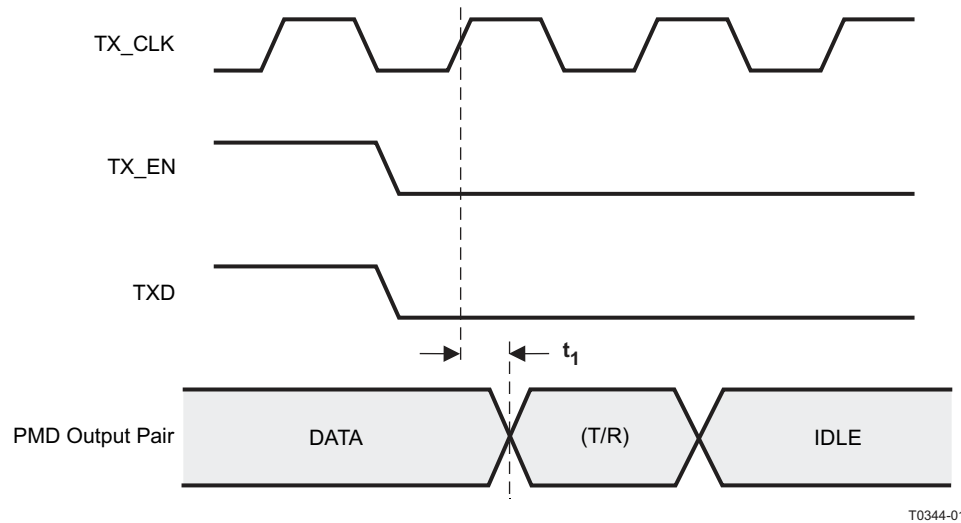 TX_CLK
TX_EN
TXD
t1
PMD Output Pair
DATA
(T/R)
IDLE
T0344-01